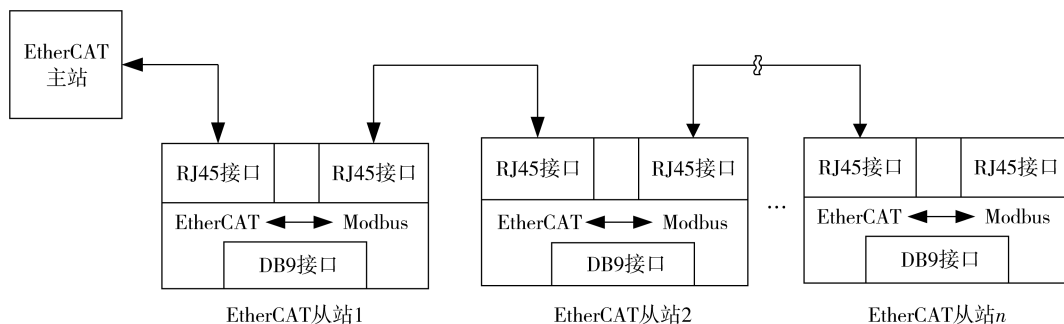 EtherCAT
主站
RJ45接口 RJ45接口 RJ45接口 RJ45接口 RJ45接口 RJ45接口
EtherCAT Modbus EtherCAT Modbus ... EtherCAT Modbus
DB9接口 DB9接口 DB9接口
EtherCAT从站1 EtherCAT从站2 EtherCAT从站n